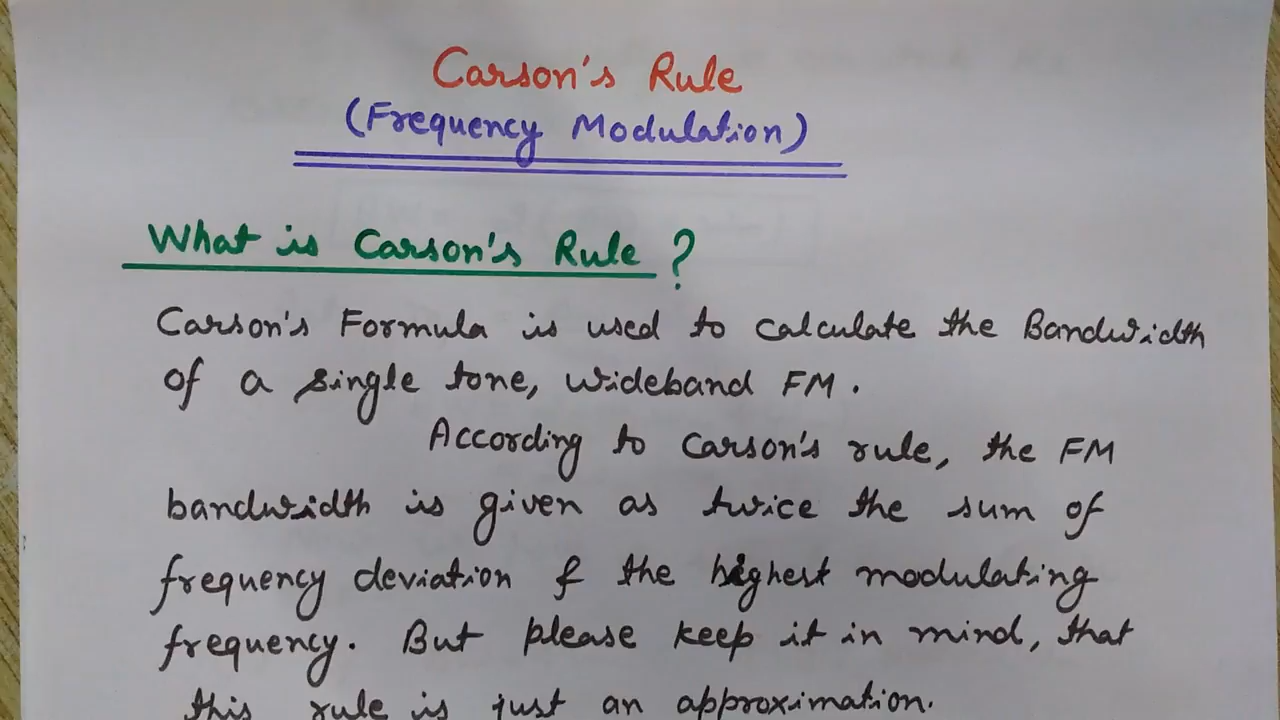 Carson's Rule
(Frequency Modulation)
What is Carson's Rule ?
Carson's Formula is used to calculate the Bandwidth
of a single tone, wideband FM.
According to Carson's rule, the FM
bandwidth is given as twice the sum of
frequency deviation & the highest modulating
frequency. But please keep it in mind, that
this rule is just an approximation.